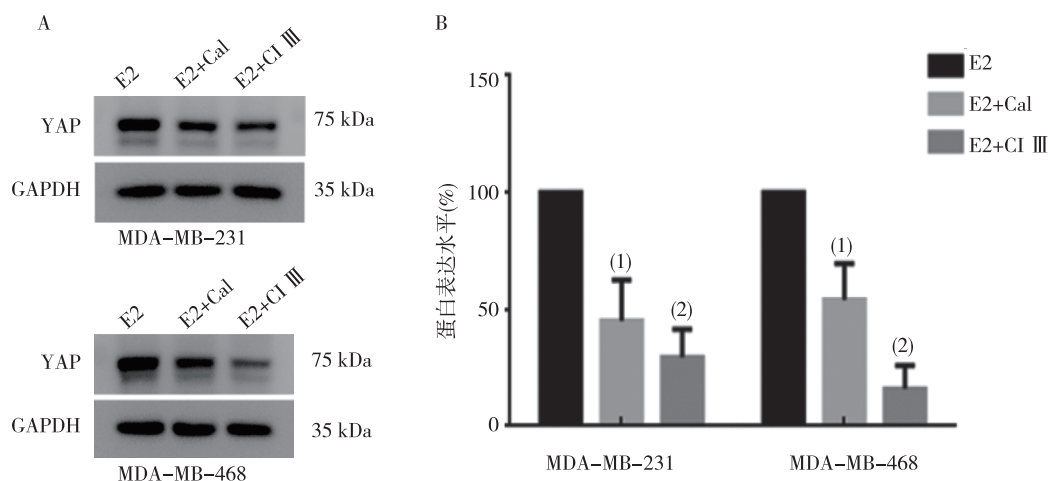 A
E2 E2+Cal E2+CI Ⅲ
YAP 75 kDa
GAPDH 35 kDa
MDA-MB-231
E2 E2+Cal E2+CI Ⅲ
YAP 75 kDa
GAPDH 35 kDa
MDA-MB-468
B
E2
E2+Cal
E2+CI Ⅲ
蛋白表达水平(%)
150
100
50
0
(1)
(2)
(1)
(2)
MDA-MB-231 MDA-MB-468